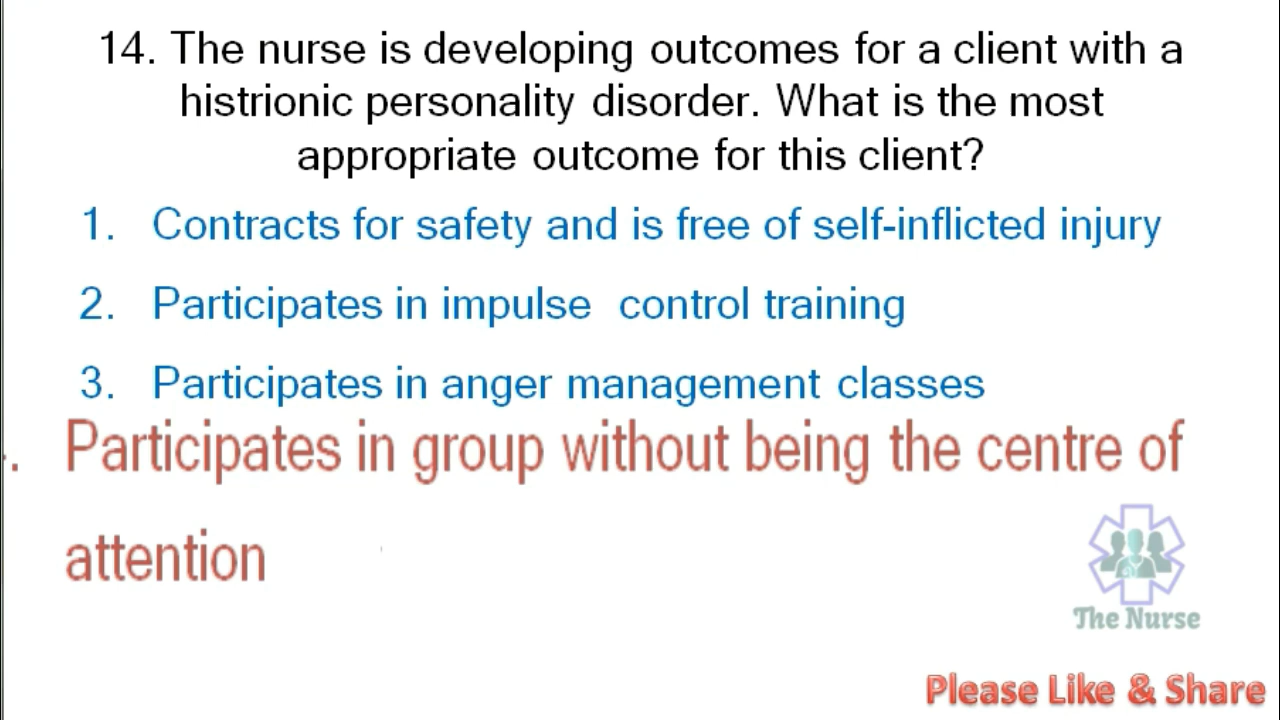 14. The nurse is developing outcomes for a client with a
histrionic personality disorder. What is the most
appropriate outcome for this client?
1. Contracts for safety and is free of self-inflicted injury
2. Participates in impulse control training
3. Participates in anger management classes
. Participates in group without being the centre of
attention
The Nurse
Please Like & Share